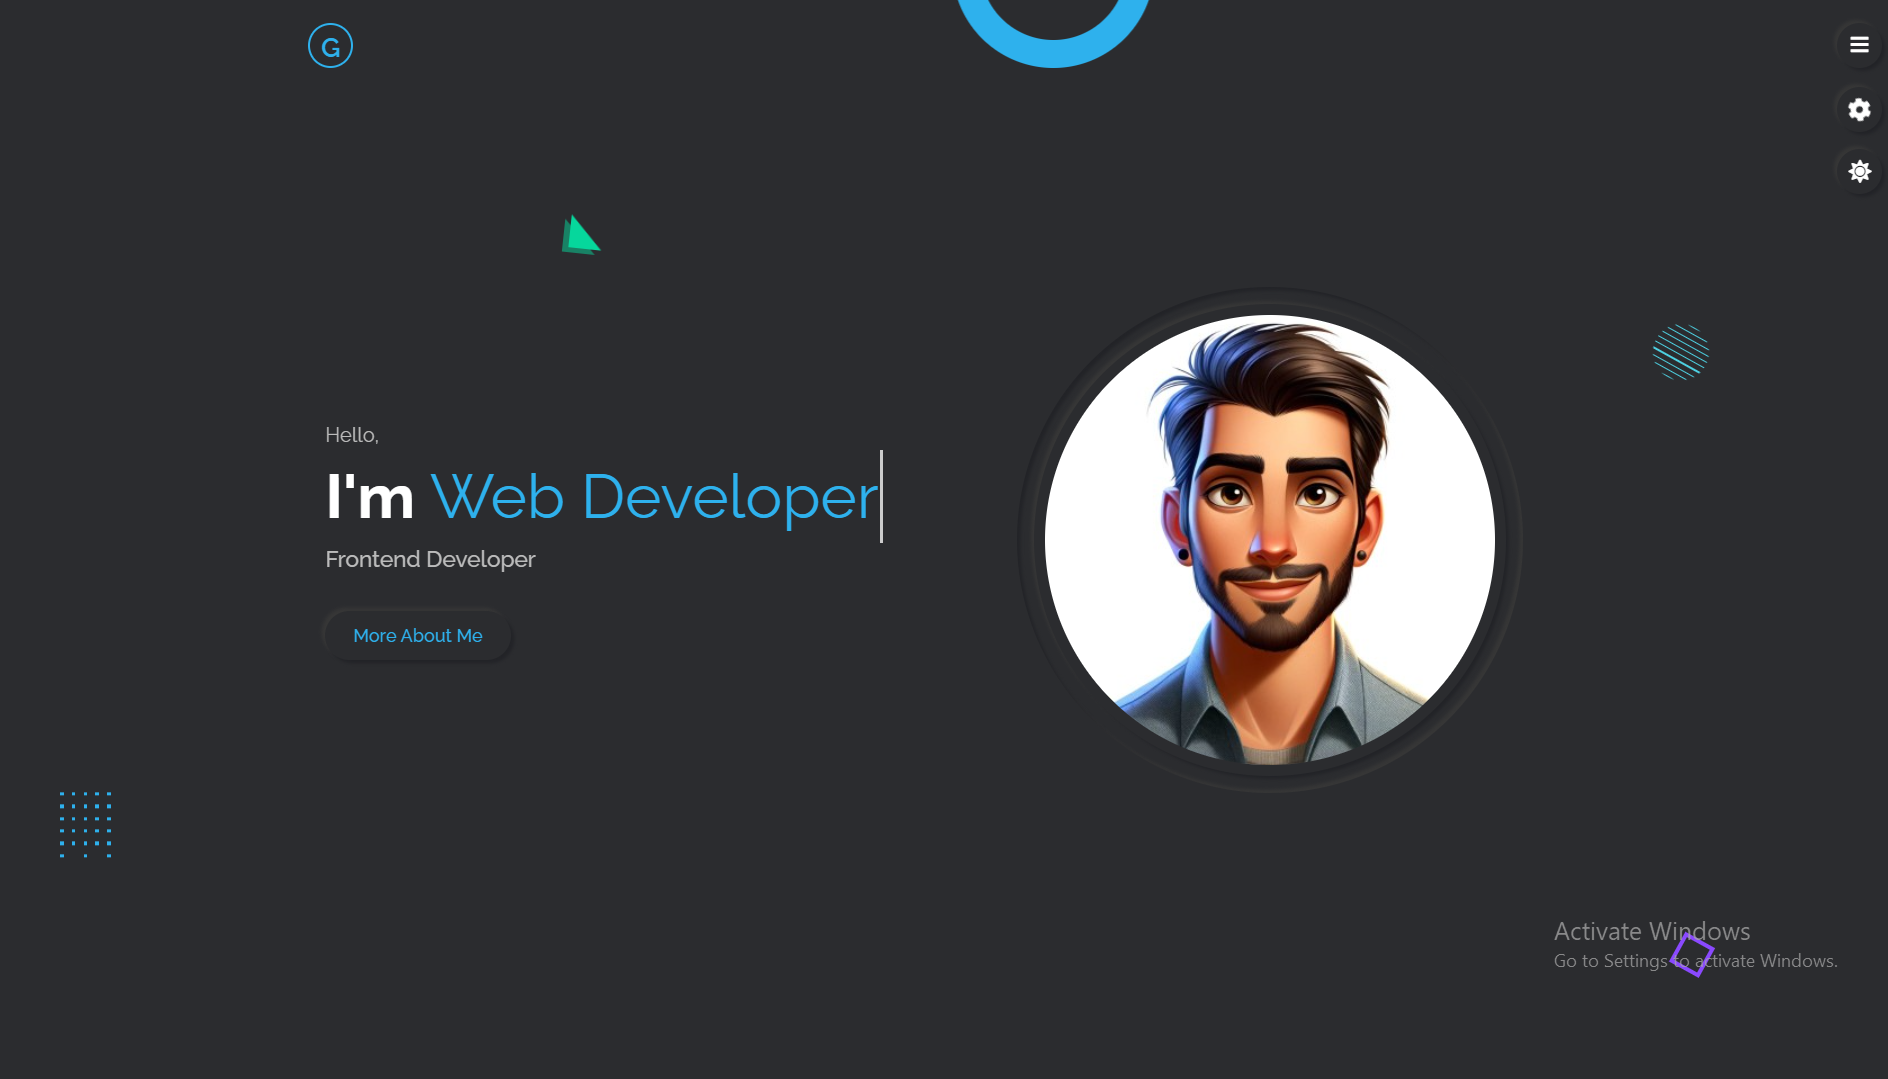 G
Hello,
I'm Web Developer
Frontend Developer
More About Me
Activate Windows
Go to Settings to activate Windows.